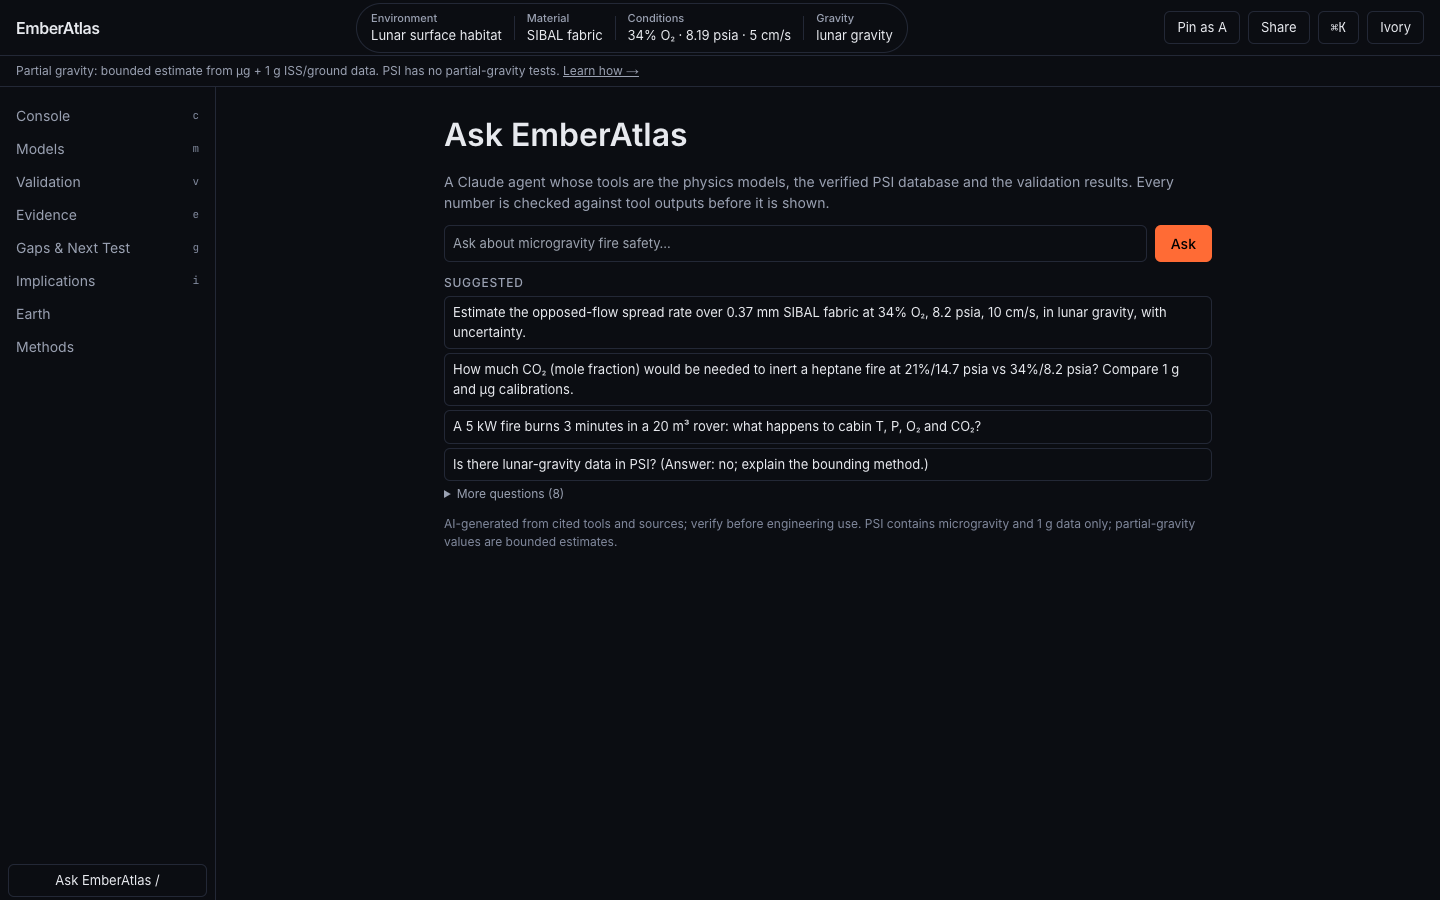 EmberAtlas
Environment
Lunar surface habitat
Material
SIBAL fabric
Conditions
34% O₂ · 8.19 psia · 5 cm/s
Gravity
lunar gravity
Pin as A
Share
⌘K
Ivory
Partial gravity: bounded estimate from µg + 1 g ISS/ground data. PSI has no partial-gravity tests. Learn how →
Console c
Models m
Validation v
Evidence e
Gaps & Next Test g
Implications i
Earth
Methods
Ask EmberAtlas /
Ask EmberAtlas
A Claude agent whose tools are the physics models, the verified PSI database and the validation results. Every
number is checked against tool outputs before it is shown.
Ask about microgravity fire safety...
Ask
SUGGESTED
Estimate the opposed-flow spread rate over 0.37 mm SIBAL fabric at 34% O₂, 8.2 psia, 10 cm/s, in lunar gravity, with
uncertainty.
How much CO₂ (mole fraction) would be needed to inert a heptane fire at 21%/14.7 psia vs 34%/8.2 psia? Compare 1 g
and µg calibrations.
A 5 kW fire burns 3 minutes in a 20 m³ rover: what happens to cabin T, P, O₂ and CO₂?
Is there lunar-gravity data in PSI? (Answer: no; explain the bounding method.)
▶ More questions (8)
AI-generated from cited tools and sources; verify before engineering use. PSI contains microgravity and 1 g data only; partial-gravity
values are bounded estimates.